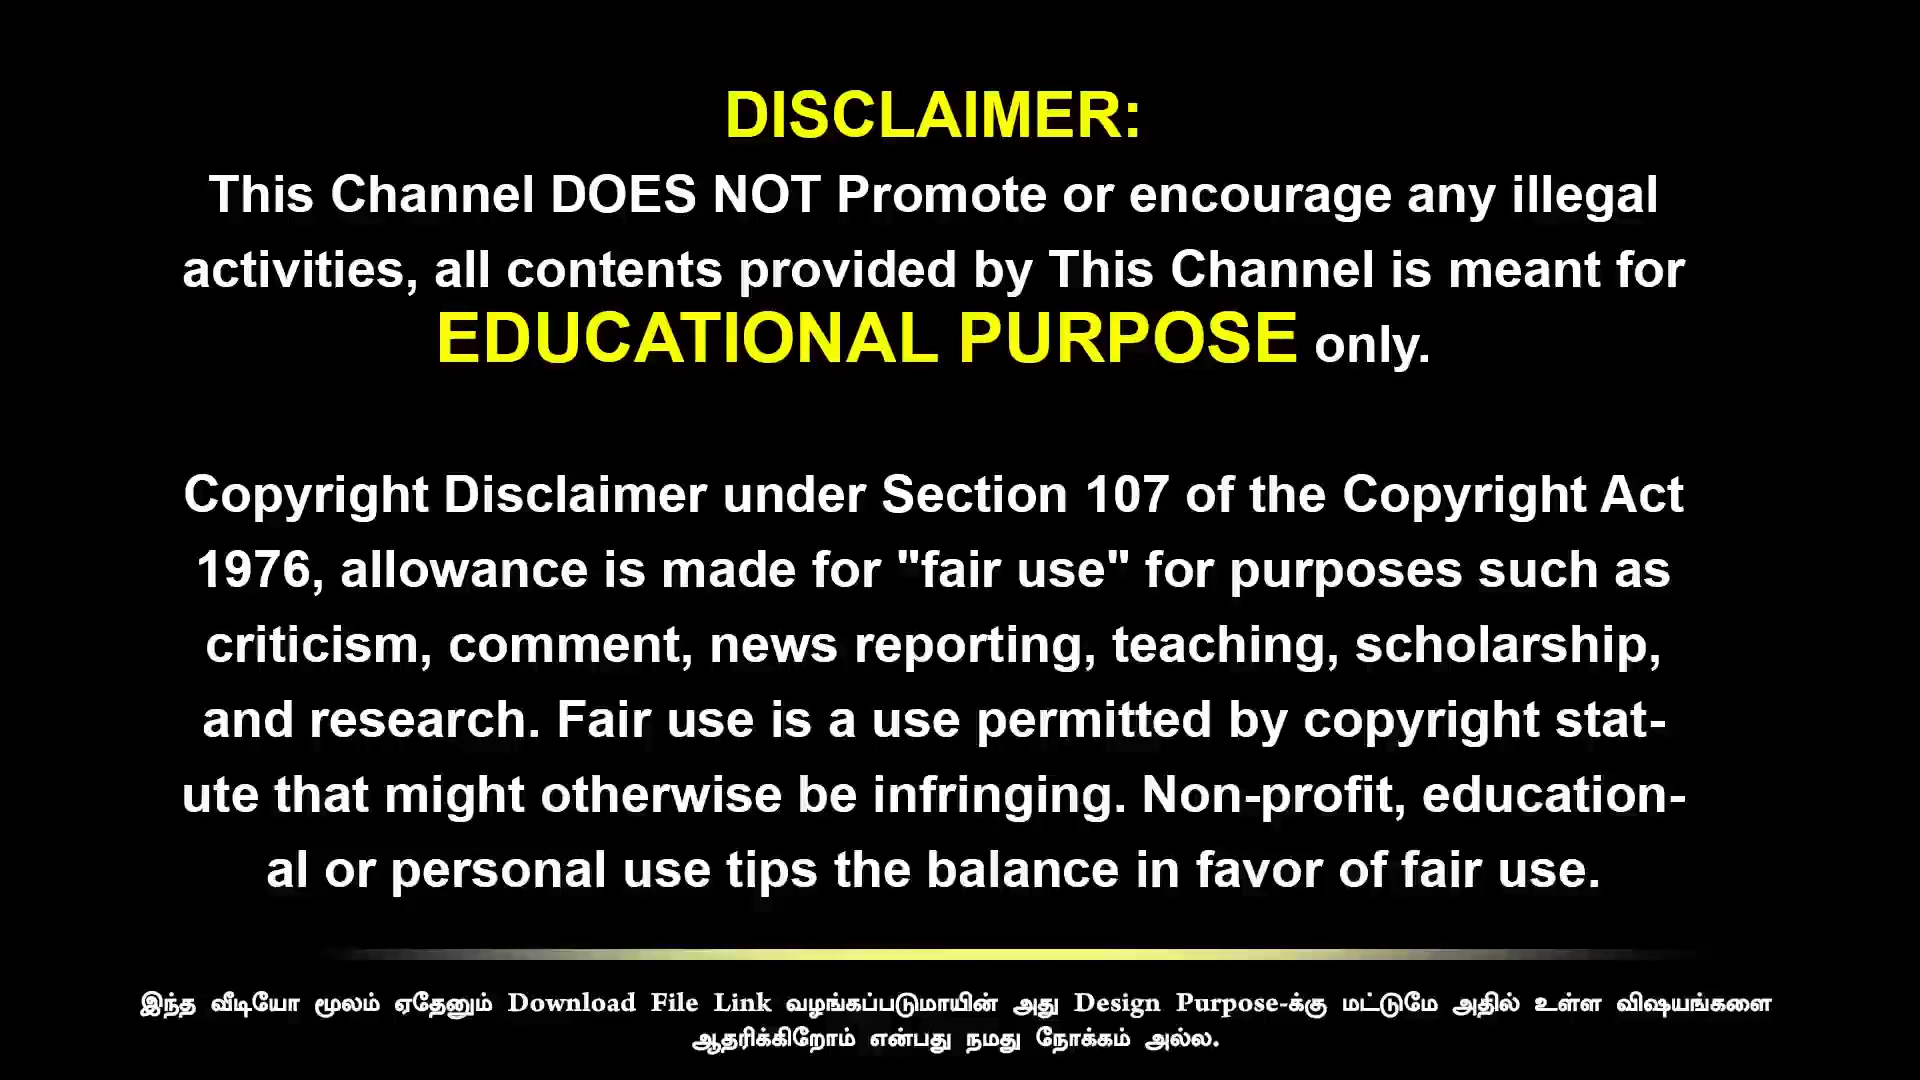 DISCLAIMER:
This Channel DOES NOT Promote or encourage any illegal
activities, all contents provided by This Channel is meant for
EDUCATIONAL PURPOSE only.
Copyright Disclaimer under Section 107 of the Copyright Act
1976, allowance is made for "fair use" for purposes such as
criticism, comment, news reporting, teaching, scholarship,
and research. Fair use is a use permitted by copyright stat-
ute that might otherwise be infringing. Non-profit, education-
al or personal use tips the balance in favor of fair use.
இந்த வீடியோ மூலம் ஏதேனும் Download File Link வழங்கப்படுமாயின் அது Design Purpose-க்கு மட்டுமே அதில் உள்ள விஷயங்களை
ஆதரிக்கிறோம் என்பது நமது நோக்கம் அல்ல.